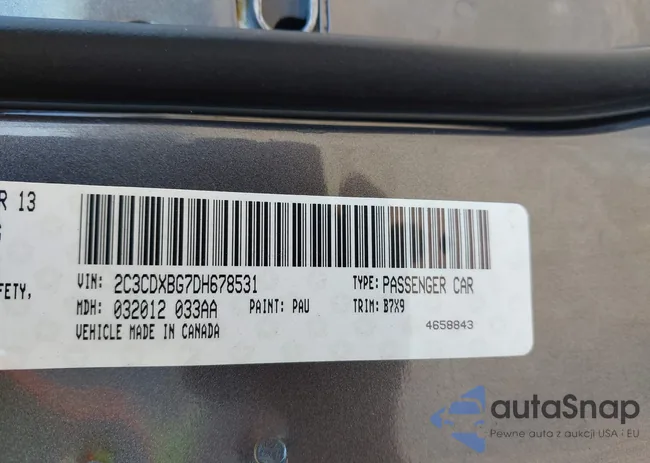 R 13
G
FETY,
VIN: 2C3CDXBG7DH678531 TYPE: PASSENGER CAR
MDH: 032012 033AA PAINT: PAU TRIM: B7X9
VEHICLE MADE IN CANADA 4658843
autaSnap
Pewne auta z aukcji USA i EU